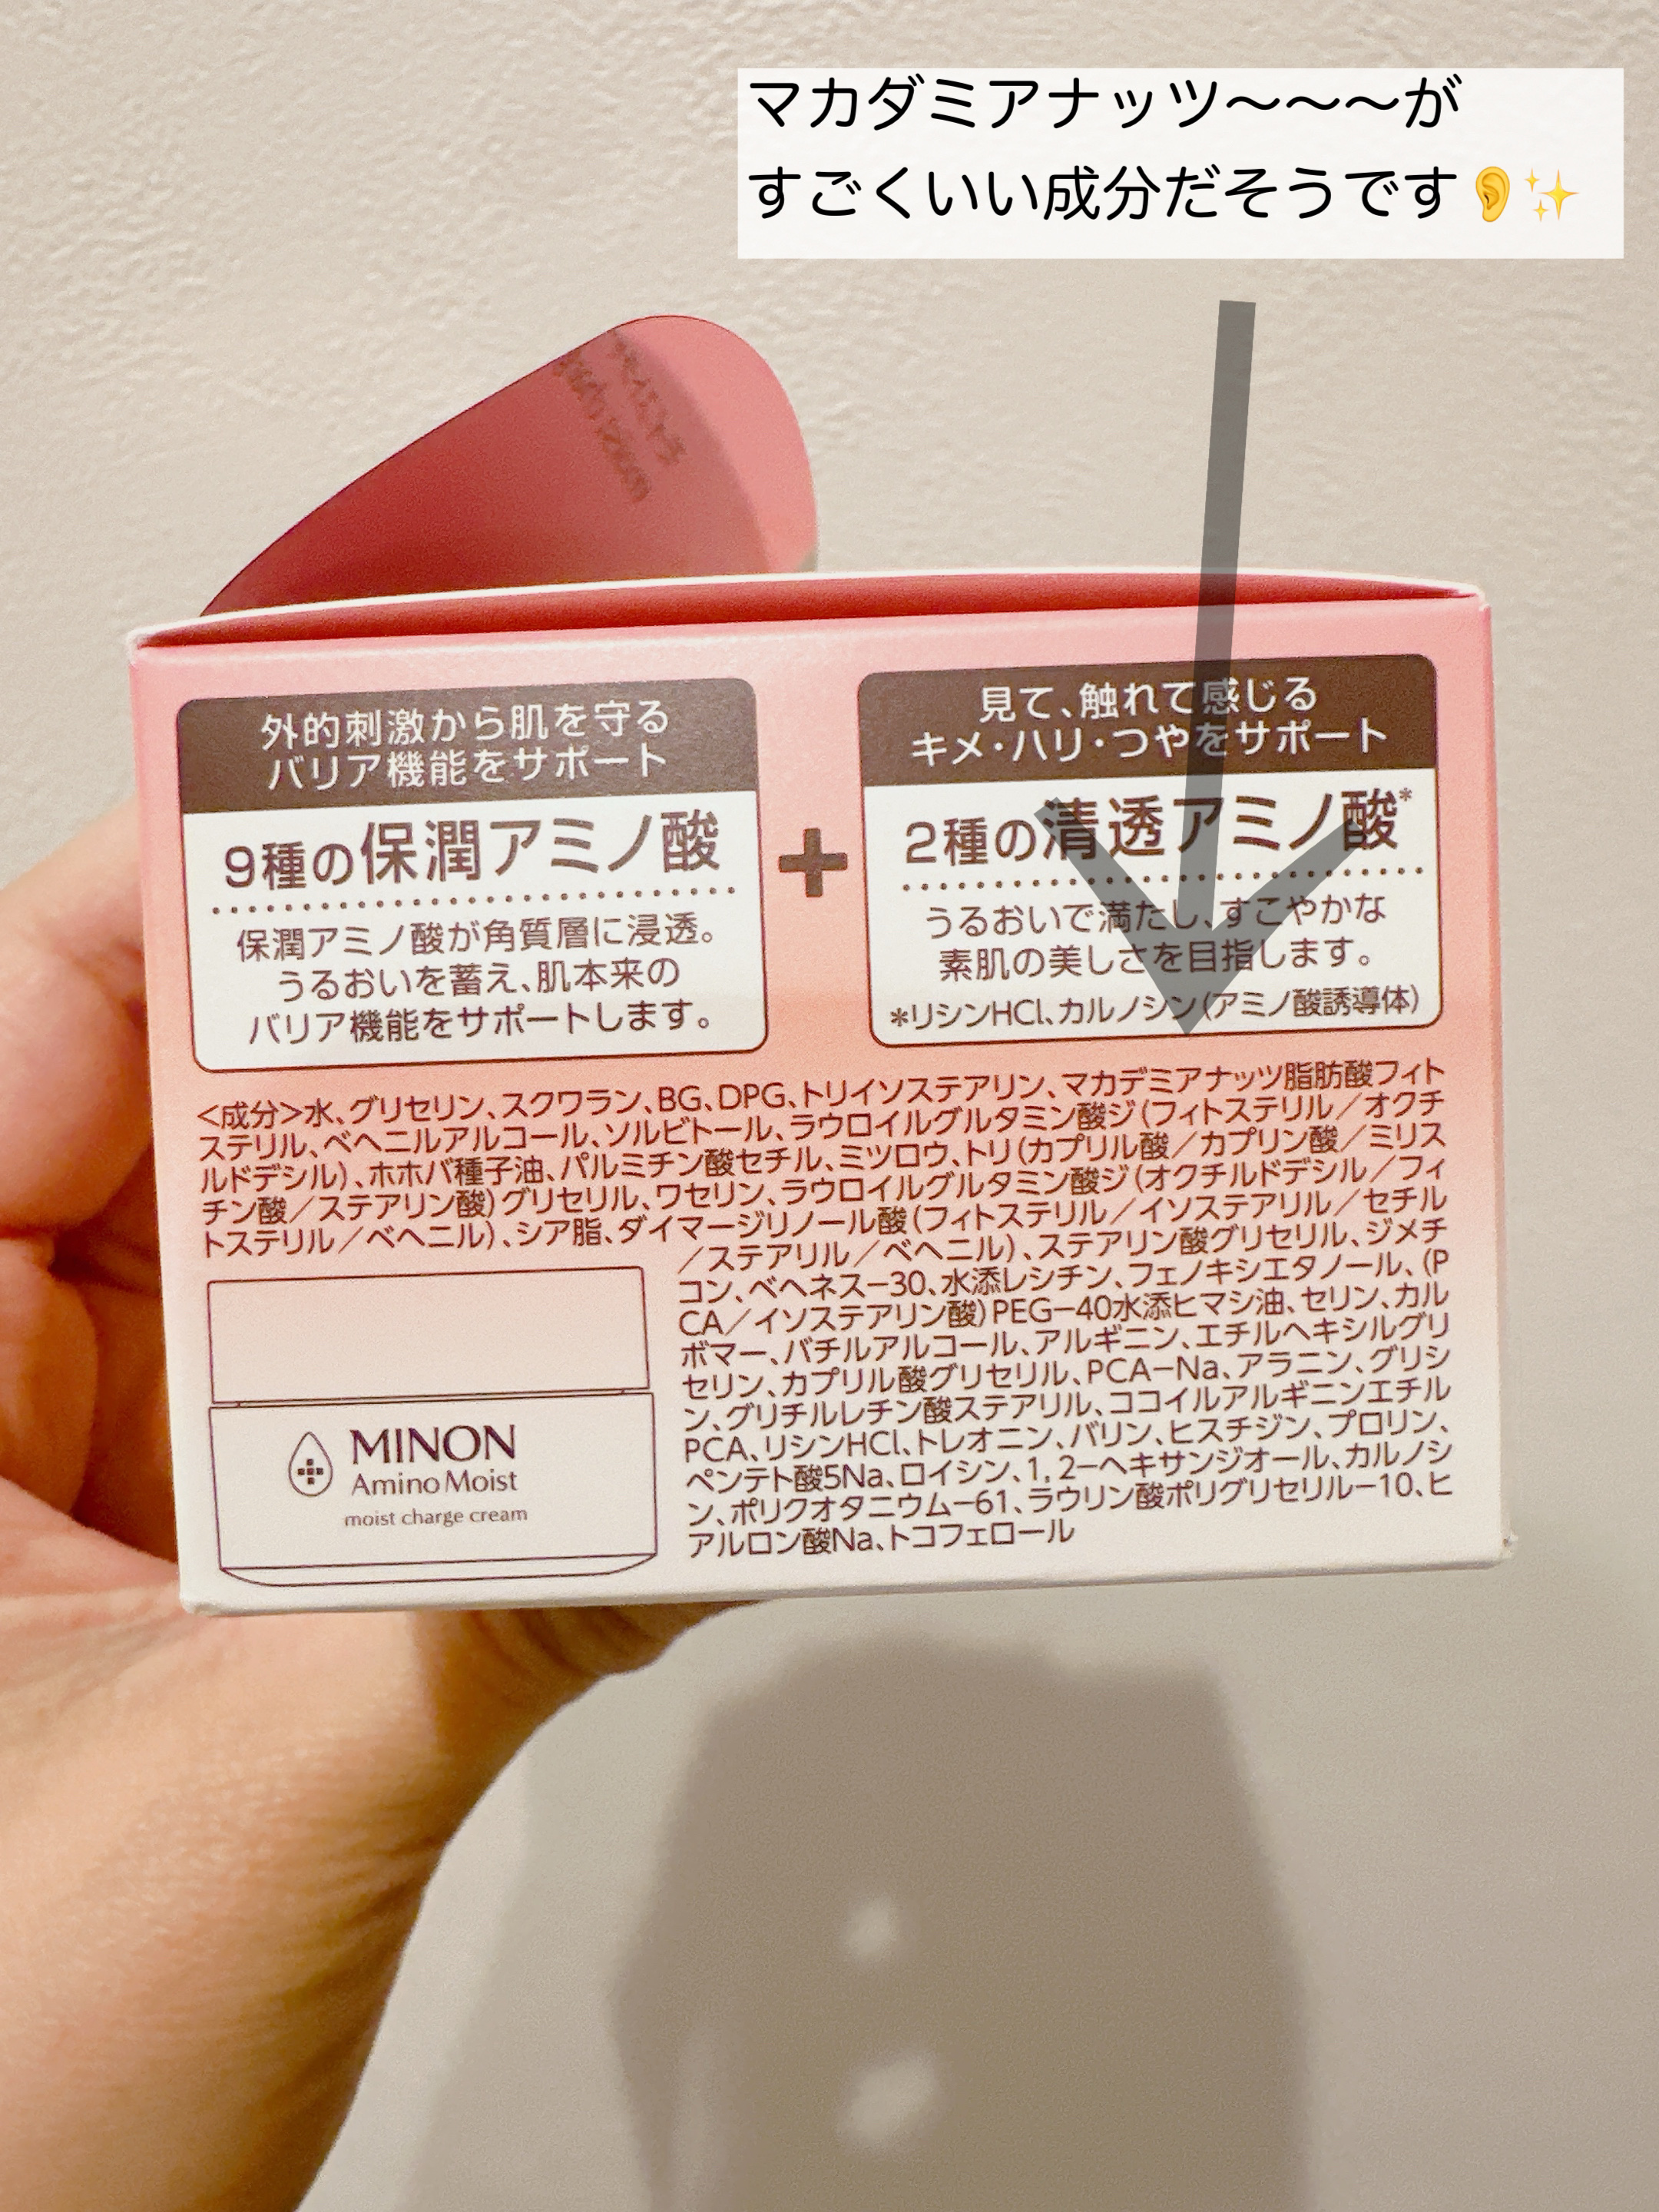 マカダミアナッツ〜〜〜が
すごくいい成分だそうです👂✨
外的刺激から肌を守る
バリア機能をサポート
9種の保潤アミノ酸
保潤アミノ酸が角質層に浸透。
うるおいを蓄え、肌本来の
バリア機能をサポートします。
+
見て、触れて感じる
キメ・ハリ・つやをサポート
2種の清透アミノ酸*
うるおいで満たし、すこやかな
素肌の美しさを目指します。
*リシンHCl、カルノシン(アミノ酸誘導体)
<成分>水、グリセリン、スクワラン、BG、DPG、トリイソステアリン、マカデミアナッツ脂肪酸フィト
ステリル、ベヘニルアルコール、ソルビトール、ラウロイルグルタミン酸ジ(フィトステリル/オクチ
ルドデシル)、ホホバ種子油、パルミチン酸セチル、ミツロウ、トリ(カプリル酸/カプリン酸/ミリス
チン酸/ステアリン酸)グリセリル、ワセリン、ラウロイルグルタミン酸ジ(オクチルドデシル/フィ
トステリル/ベヘニル)、シア脂、ダイマージリノール酸(フィトステリル/イソステアリル/セチル
/ステアリル/ベヘニル)、ステアリン酸グリセリル、ジメチ
コン、ベヘネス-30、水添レシチン、フェノキシエタノール、(P
CA/イソステアリン酸)PEG-40水添ヒマシ油、セリン、カル
ボマー、バチルアルコール、アルギニン、エチルヘキシルグリ
セリン、カプリル酸グリセリル、PCA-Na、アラニン、グリシ
ン、グリチルレチン酸ステアリル、ココイルアルギニンエチル
PCA、リシンHCl、トレオニン、バリン、ヒスチジン、プロリン、
ペンテト酸5Na、ロイシン、1,2-ヘキサンジオール、カルノシ
ン、ポリクオタニウム-61、ラウリン酸ポリグリセリル-10、ヒ
アルロン酸Na、トコフェロール
MINON
Amino Moist
moist charge cream